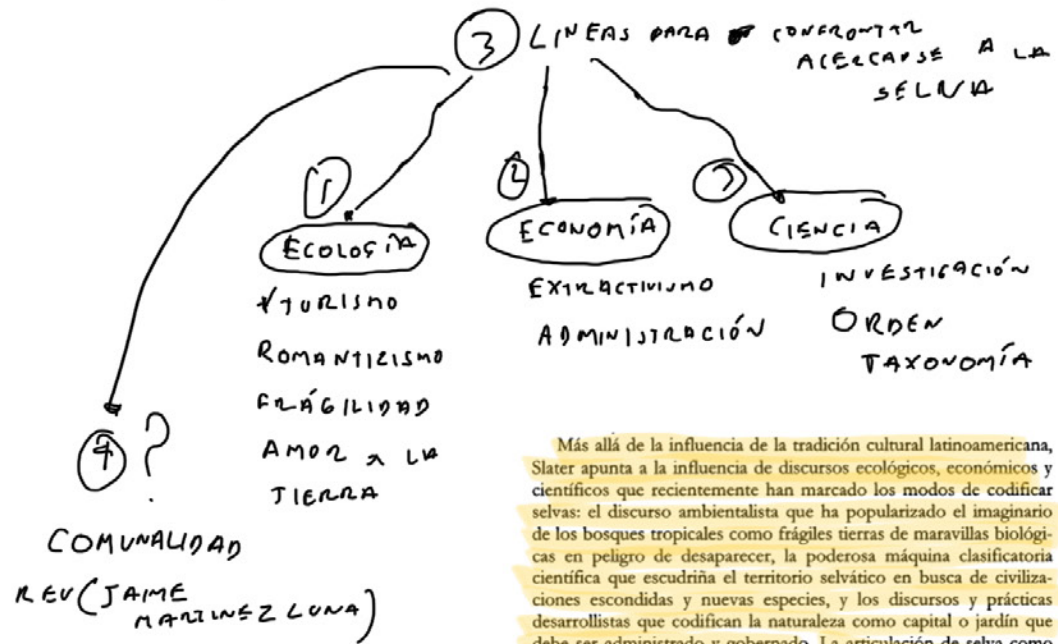 3 LINEAS PARA CONFRONTAR
ACERCARSE A LA
SELVA
1
ECOLOGÍA
TURISMO
ROMANTICISMO
FRÁGILIDAD
AMOR A LA
TIERRA
2
ECONOMÍA
EXTRACTIVISMO
ADMINISTRACIÓN
3
CIENCIA
INVESTIGACIÓN
ORDEN
TAXONOMÍA
4 ?
COMUNALIDAD
REV (JAIME
MARTINEZ LUNA)
Más allá de la influencia de la tradición cultural latinoamericana,
Slater apunta a la influencia de discursos ecológicos, económicos y
científicos que recientemente han marcado los modos de codificar
selvas: el discurso ambientalista que ha popularizado el imaginario
de los bosques tropicales como frágiles tierras de maravillas biológi-
cas en peligro de desaparecer, la poderosa máquina clasificatoria
científica que escudriña el territorio selvático en busca de civiliza-
ciones escondidas y nuevas especies, y los discursos y prácticas
desarrollistas que codifican la naturaleza como capital o jardín que
debe ser administrado y gobernado. La articulación de selva como